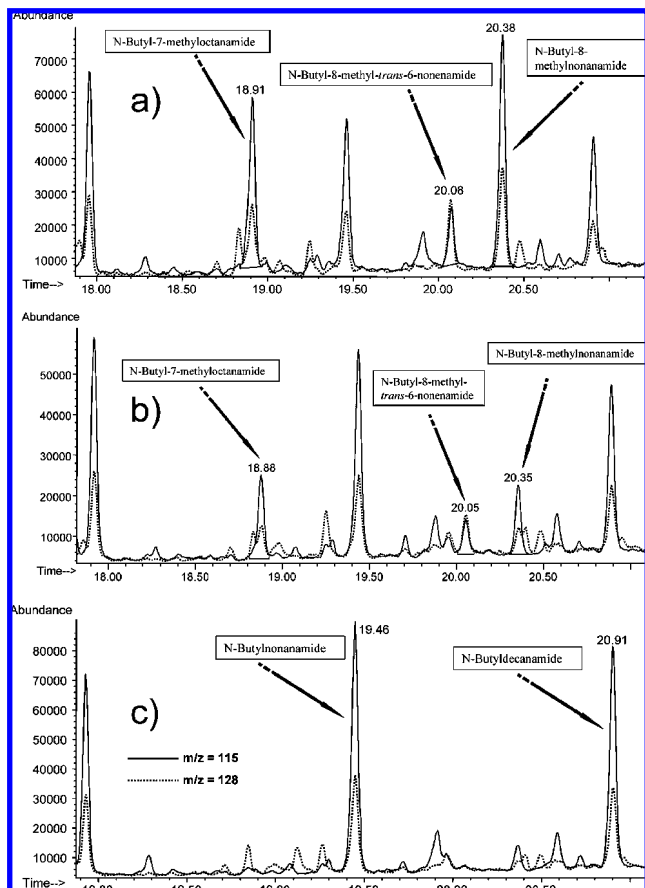 Abundance
N-Butyl-7-methyloctanamide
N-Butyl-8-methyl-trans-6-nonenamide
20.38
N-Butyl-8-
methylnonanamide
70000
60000
50000
40000
30000
20000
10000
a)
18.91
20.08
Time-->
18.00
18.50
19.00
19.50
20.00
20.50
Abundance
N-Butyl-7-methyloctanamide
N-Butyl-8-methyl-
trans-6-nonenamide
N-Butyl-8-methylnonanamide
50000
40000
30000
20000
10000
b)
18.88
20.05
20.35
Time-->
18.00
18.50
19.00
19.50
20.00
20.50
Abundance
N-Butylnonanamide
19.46
N-Butyldecanamide
20.91
80000
70000
60000
50000
40000
30000
20000
10000
c)
m/z = 115
m/z = 128
Time-->